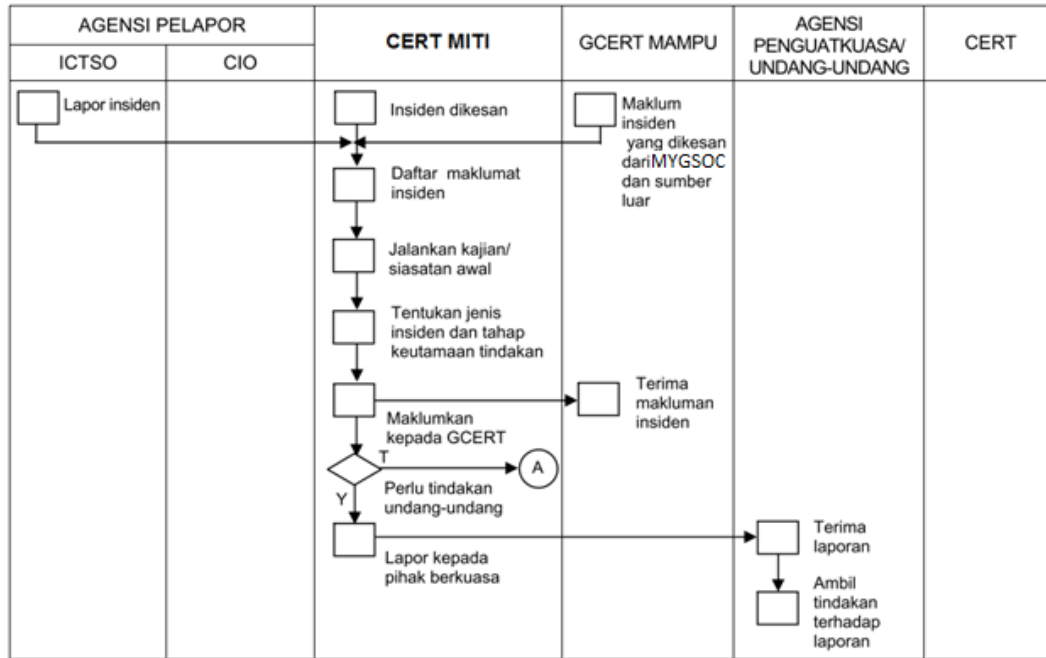 AGENSI PELAPOR
ICTSO
CIO
CERT MITI
GCERT MAMPU
AGENSI
PENGUATKUASA/
UNDANG-UNDANG
CERT
Lapor insiden
Insiden dikesan
Maklum
insiden
yang dikesan
dariMYGSOC
dan sumber
luar
Daftar maklumat
insiden
Jalankan kajian/
siasatan awal
Tentukan jenis
insiden dan tahap
keutamaan tindakan
Maklumkan
kepada GCERT
Terima
makluman
insiden
T
A
Perlu tindakan
undang-undang
Y
Lapor kepada
pihak berkuasa
Terima
laporan
Ambil
tindakan
terhadap
laporan